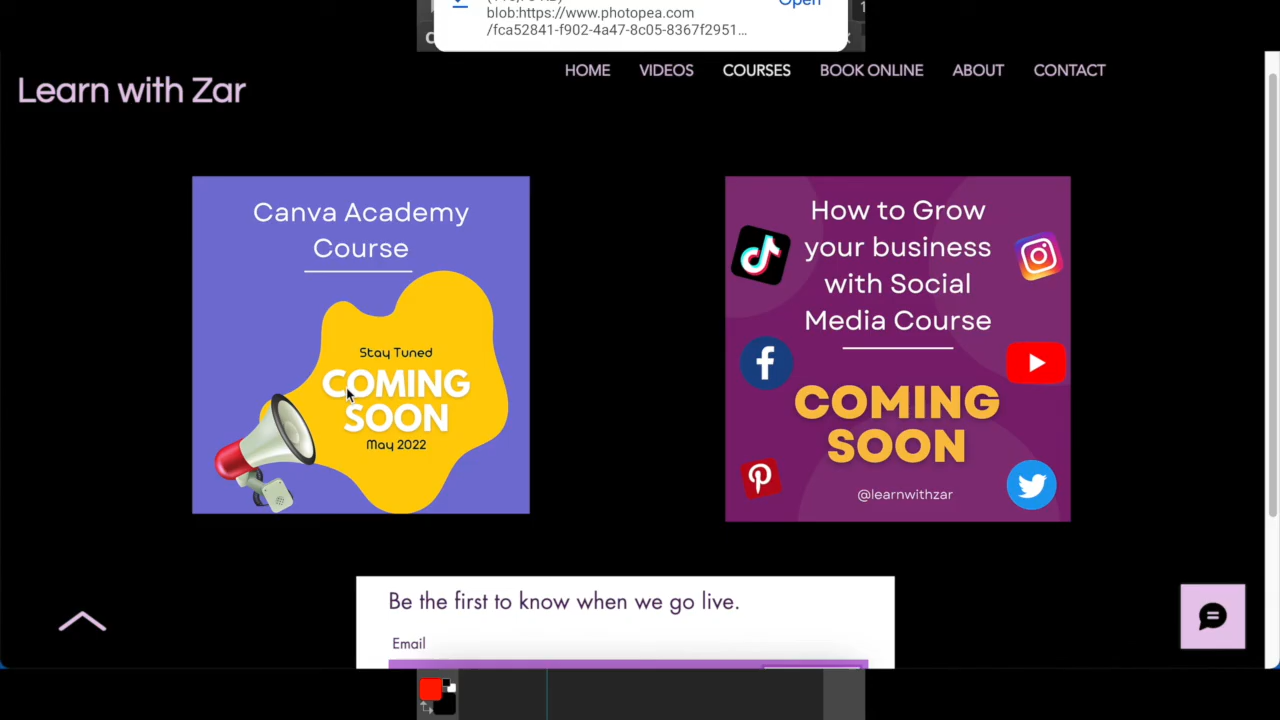 Open
blob:https://www.photopea.com
/fca52841-f902-4a47-8c05-8367f2951...
HOME VIDEOS COURSES BOOK ONLINE ABOUT CONTACT
Learn with Zar
Canva Academy
Course
Stay Tuned
COMING
SOON
May 2022
How to Grow
your business
with Social
Media Course
COMING
SOON
@learnwithzar
Be the first to know when we go live.
Email